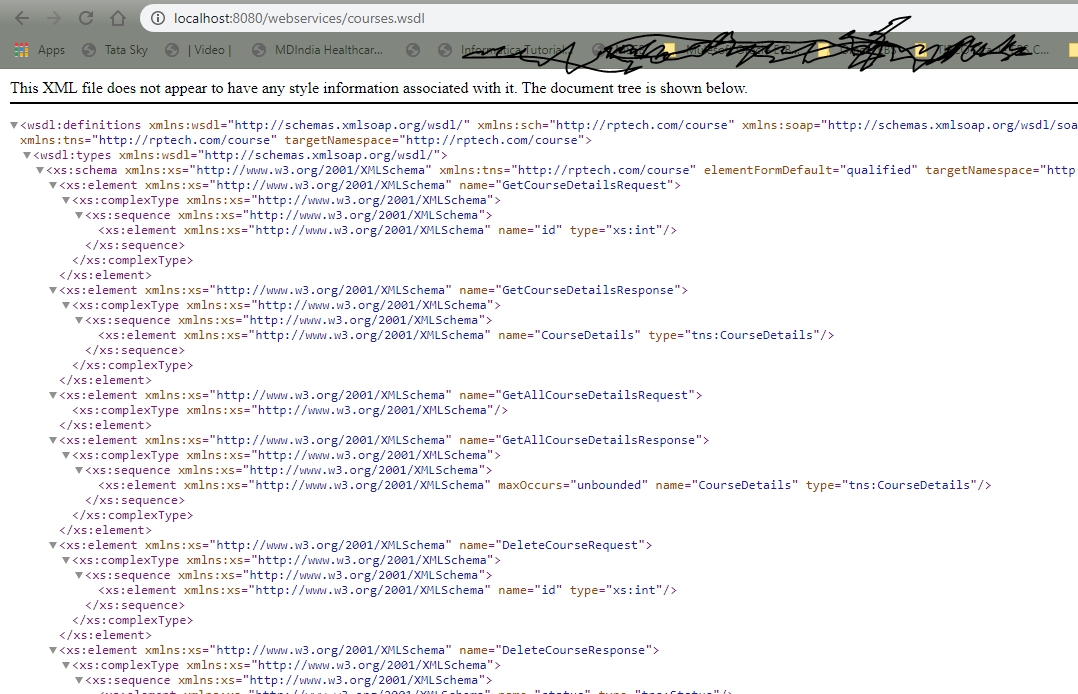 localhost:8080/webservices/courses.wsdl
Apps Tata Sky | Video | MDIndia Healthcar... Informatica Tutorial
This XML file does not appear to have any style information associated with it. The document tree is shown below.
▼<wsdl:definitions xmlns:wsdl="http://schemas.xmlsoap.org/wsdl/" xmlns:sch="http://rptech.com/course" xmlns:soap="http://schemas.xmlsoap.org/wsdl/soa
xmlns:tns="http://rptech.com/course" targetNamespace="http://rptech.com/course">
▼<wsdl:types xmlns:wsdl="http://schemas.xmlsoap.org/wsdl/">
▼<xs:schema xmlns:xs="http://www.w3.org/2001/XMLSchema" xmlns:tns="http://rptech.com/course" elementFormDefault="qualified" targetNamespace="http
▼<xs:element xmlns:xs="http://www.w3.org/2001/XMLSchema" name="GetCourseDetailsRequest">
▼<xs:complexType xmlns:xs="http://www.w3.org/2001/XMLSchema">
▼<xs:sequence xmlns:xs="http://www.w3.org/2001/XMLSchema">
<xs:element xmlns:xs="http://www.w3.org/2001/XMLSchema" name="id" type="xs:int"/>
</xs:sequence>
</xs:complexType>
</xs:element>
▼<xs:element xmlns:xs="http://www.w3.org/2001/XMLSchema" name="GetCourseDetailsResponse">
▼<xs:complexType xmlns:xs="http://www.w3.org/2001/XMLSchema">
▼<xs:sequence xmlns:xs="http://www.w3.org/2001/XMLSchema">
<xs:element xmlns:xs="http://www.w3.org/2001/XMLSchema" name="CourseDetails" type="tns:CourseDetails"/>
</xs:sequence>
</xs:complexType>
</xs:element>
▼<xs:element xmlns:xs="http://www.w3.org/2001/XMLSchema" name="GetAllCourseDetailsRequest">
<xs:complexType xmlns:xs="http://www.w3.org/2001/XMLSchema"/>
</xs:element>
▼<xs:element xmlns:xs="http://www.w3.org/2001/XMLSchema" name="GetAllCourseDetailsResponse">
▼<xs:complexType xmlns:xs="http://www.w3.org/2001/XMLSchema">
▼<xs:sequence xmlns:xs="http://www.w3.org/2001/XMLSchema">
<xs:element xmlns:xs="http://www.w3.org/2001/XMLSchema" maxOccurs="unbounded" name="CourseDetails" type="tns:CourseDetails"/>
</xs:sequence>
</xs:complexType>
</xs:element>
▼<xs:element xmlns:xs="http://www.w3.org/2001/XMLSchema" name="DeleteCourseRequest">
▼<xs:complexType xmlns:xs="http://www.w3.org/2001/XMLSchema">
▼<xs:sequence xmlns:xs="http://www.w3.org/2001/XMLSchema">
<xs:element xmlns:xs="http://www.w3.org/2001/XMLSchema" name="id" type="xs:int"/>
</xs:sequence>
</xs:complexType>
</xs:element>
▼<xs:element xmlns:xs="http://www.w3.org/2001/XMLSchema" name="DeleteCourseResponse">
▼<xs:complexType xmlns:xs="http://www.w3.org/2001/XMLSchema">
▼<xs:sequence xmlns:xs="http://www.w3.org/2001/XMLSchema">
<xs:element xmlns:xs="http://www.w3.org/2001/XMLSchema" name="status" type="tns:Status"/>